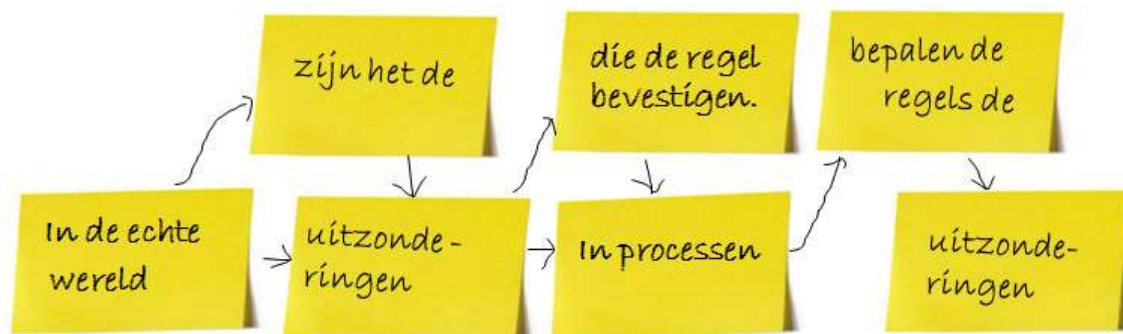 In de echte
wereld
zijn het de
uitzonde-
ringen
die de regel
bevestigen.
In processen
bepalen de
regels de
uitzonde-
ringen